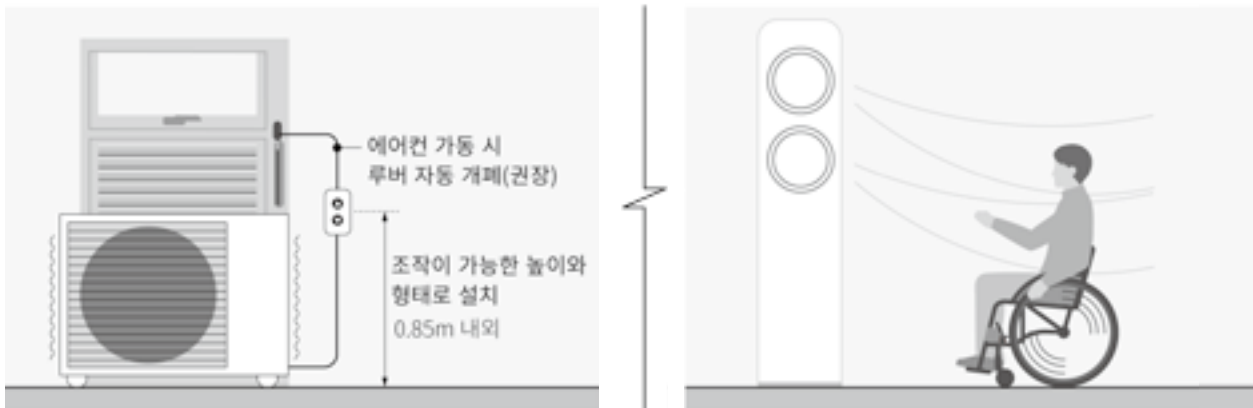 에어컨 가동 시
루버 자동 개폐(권장)
조작이 가능한 높이와
형태로 설치
0.85m 내외